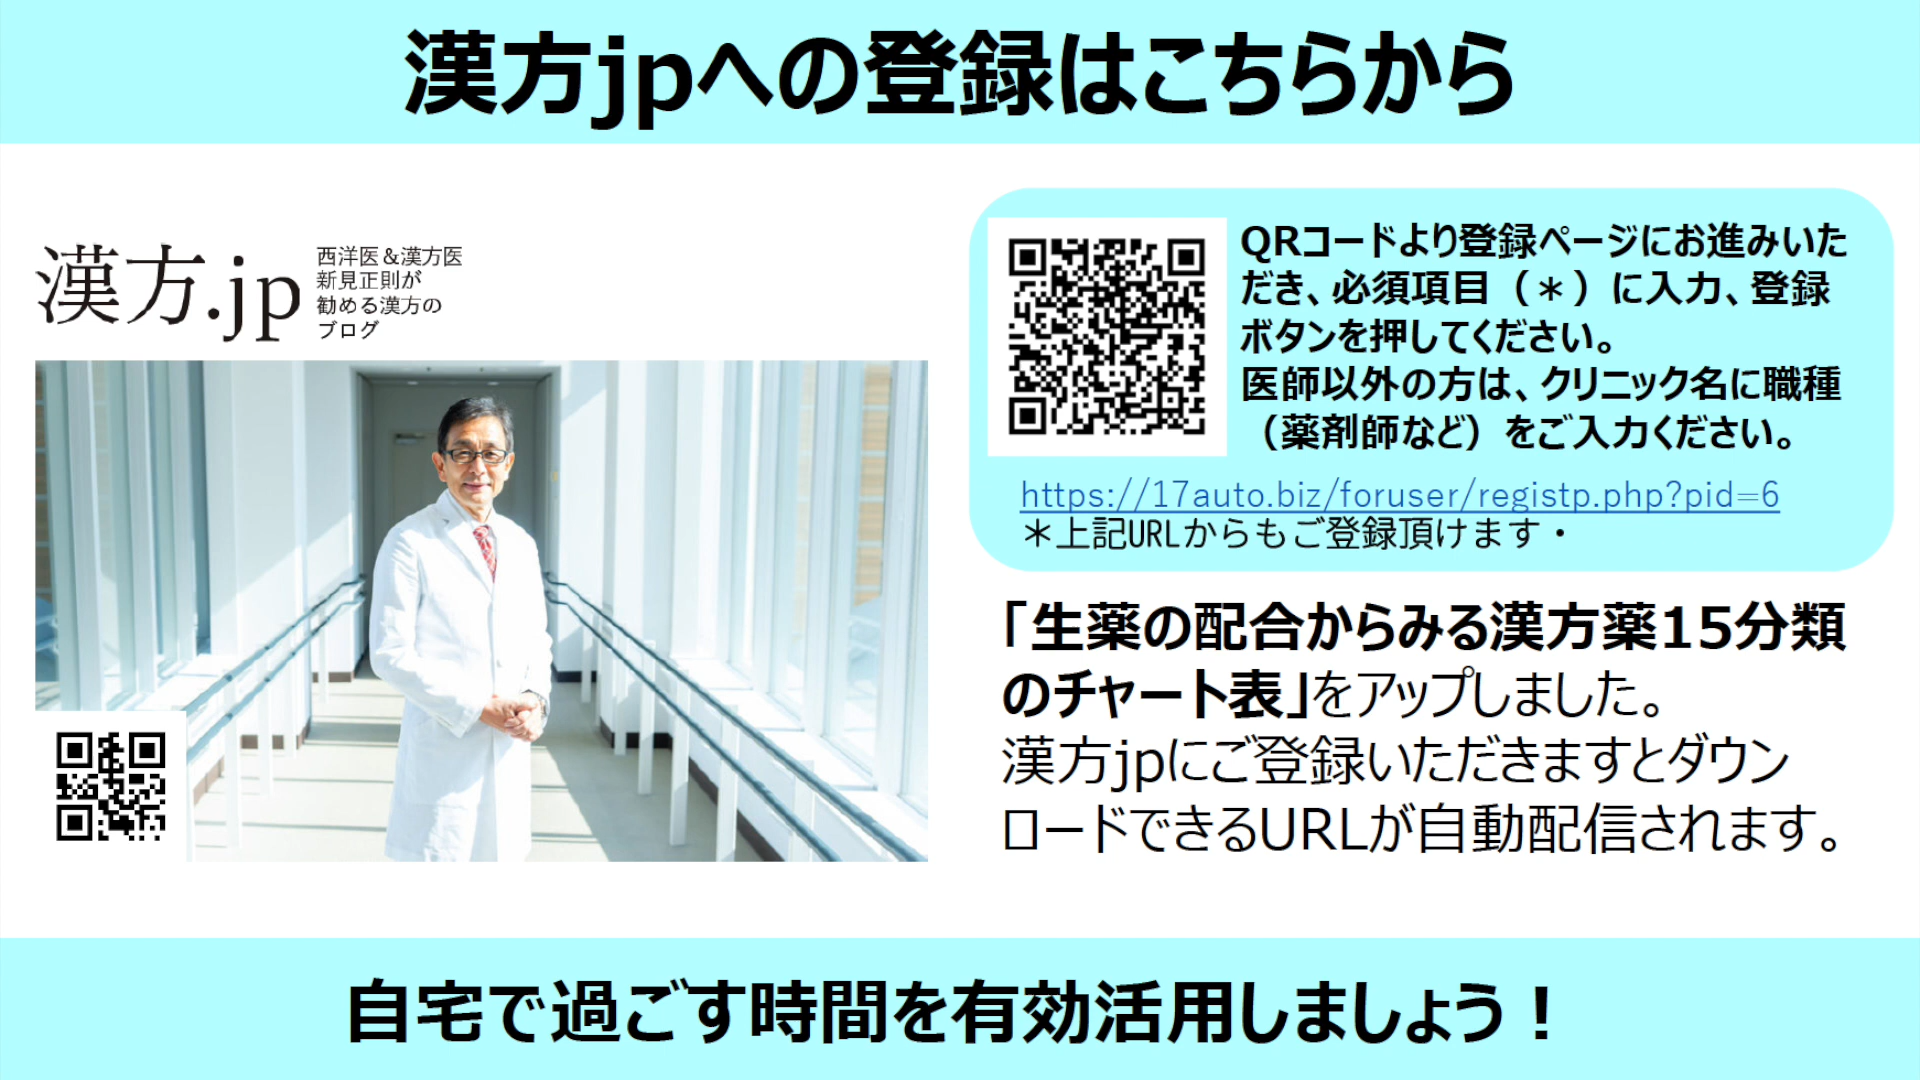 漢方jpへの登録はこちらから
漢方.jp
西洋医&漢方医
新見正則が
勧める漢方の
ブログ
QRコードより登録ページにお進みいた
だき、必須項目（＊）に入力、登録
ボタンを押してください。
医師以外の方は、クリニック名に職種
（薬剤師など）をご入力ください。
https://17auto.biz/foruser/registp.php?pid=6
＊上記URLからもご登録頂けます・
「生薬の配合からみる漢方薬15分類
のチャート表」をアップしました。
漢方jpにご登録いただきますとダウン
ロードできるURLが自動配信されます。
自宅で過ごす時間を有効活用しましょう！